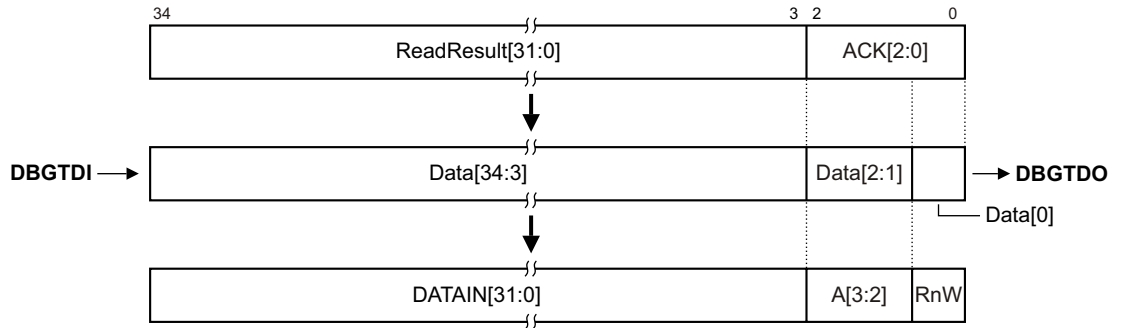 34 3 2 0
ReadResult[31:0] ACK[2:0]
DBGTDI Data[34:3] Data[2:1] DBGTDO
Data[0]
DATAIN[31:0] A[3:2] RnW